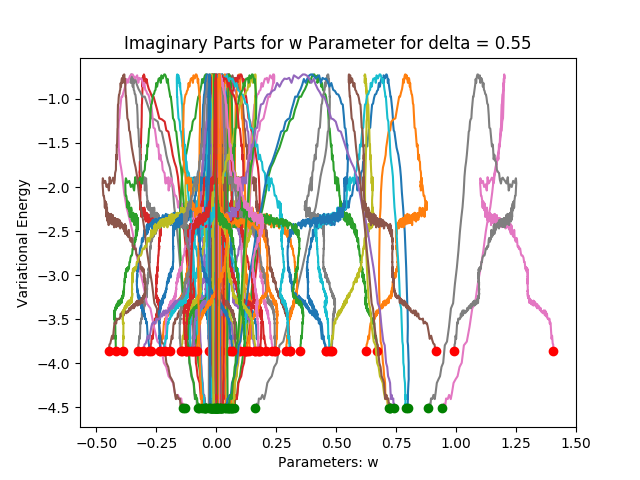 Imaginary Parts for w Parameter for delta = 0.55
Variational Energy
−1.0
−1.5
−2.0
−2.5
−3.0
−3.5
−4.0
−4.5
−0.50 −0.25 0.00 0.25 0.50 0.75 1.00 1.25 1.50
Parameters: w